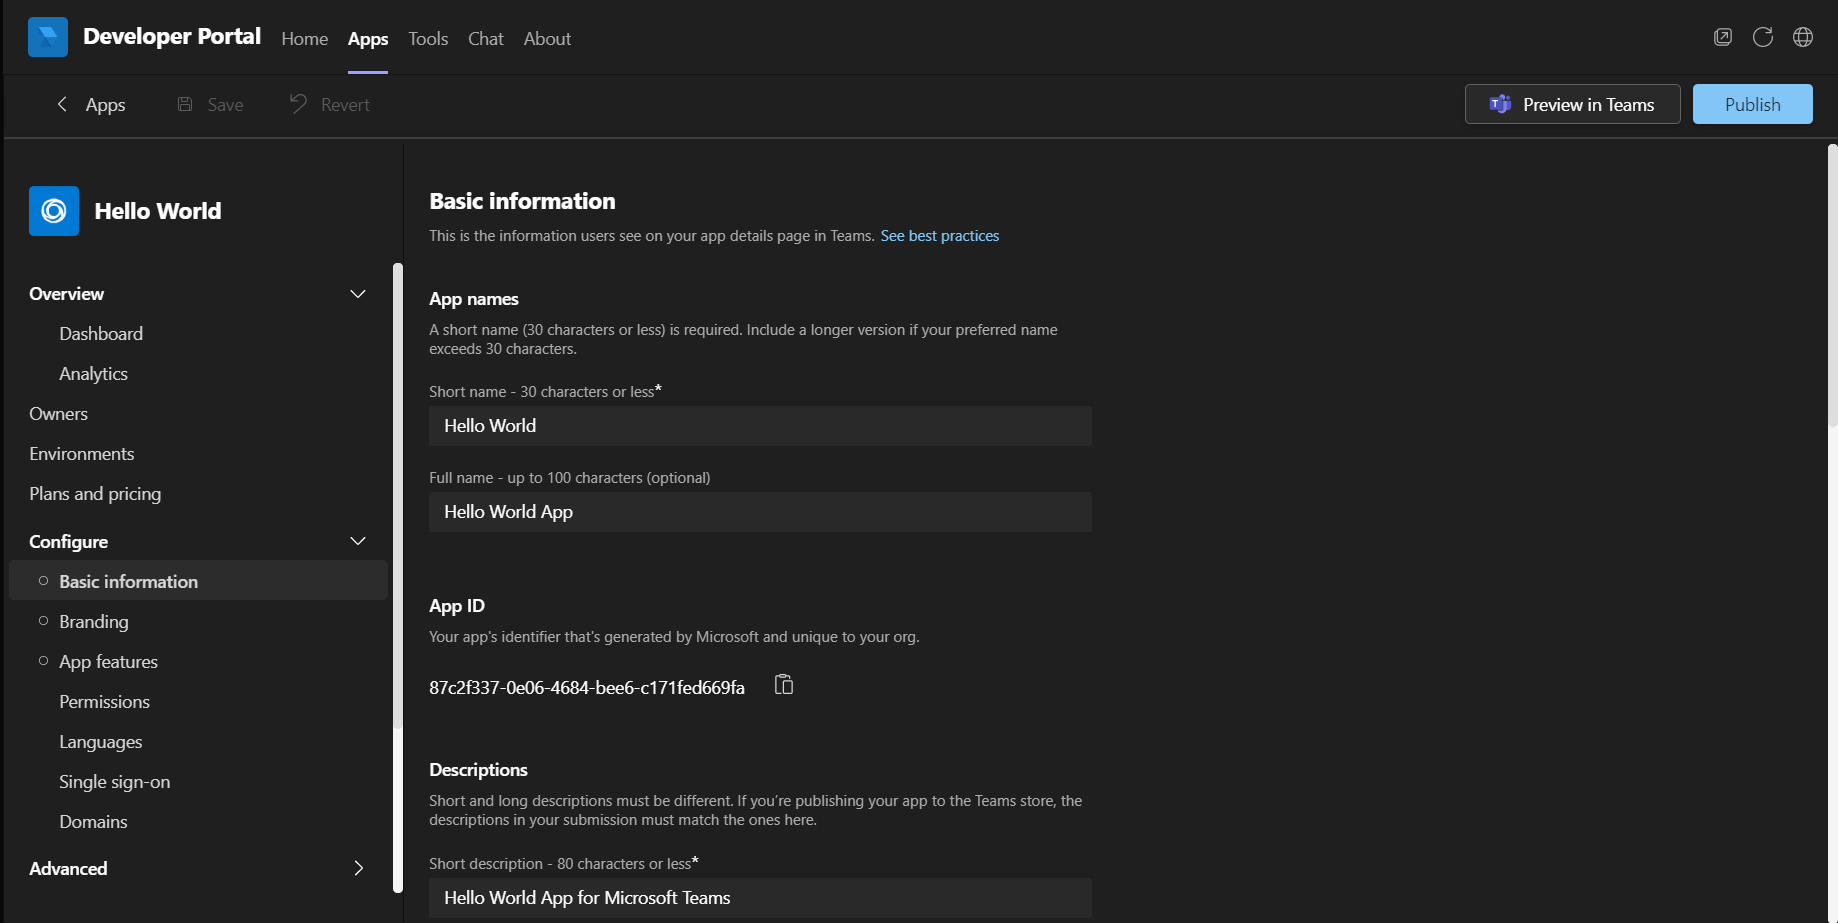 Developer Portal
Home
Apps
Tools
Chat
About
Apps
Save
Revert
Preview in Teams
Publish
Hello World
Overview
Dashboard
Analytics
Owners
Environments
Plans and pricing
Configure
Basic information
Branding
App features
Permissions
Languages
Single sign-on
Domains
Advanced
Basic information
This is the information users see on your app details page in Teams. See best practices
App names
A short name (30 characters or less) is required. Include a longer version if your preferred name
exceeds 30 characters.
Short name - 30 characters or less*
Hello World
Full name - up to 100 characters (optional)
Hello World App
App ID
Your app's identifier that's generated by Microsoft and unique to your org.
87c2f337-0e06-4684-bee6-c171fed669fa
Descriptions
Short and long descriptions must be different. If you’re publishing your app to the Teams store, the
descriptions in your submission must match the ones here.
Short description - 80 characters or less*
Hello World App for Microsoft Teams